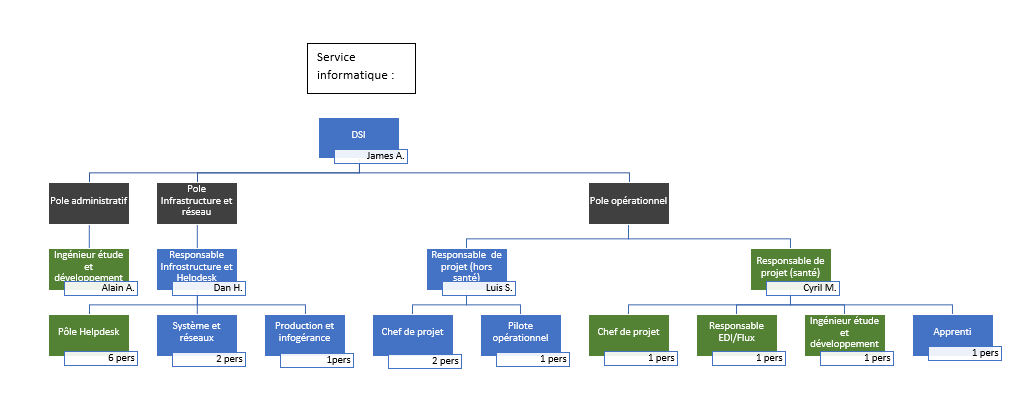 Service
informatique :
DSI
James A.
Pole administratif
Pole
Infrastructure et
réseau
Pole opérationnel
Ingénieur étude
et
développement
Alain A.
Responsable
Infrostructure et
Helpdesk
Dan H.
Responsable de
projet (hors
santé)
Luis S.
Responsable de
projet (santé)
Cyril M.
Pôle Helpdesk
6 pers
Système et
réseaux
2 pers
Production et
infogérance
1pers
Chef de projet
2 pers
Pilote
opérationnel
1 pers
Chef de projet
1 pers
Responsable
EDI/Flux
1 pers
Ingénieur étude
et
développement
1 pers
Apprenti
1 pers